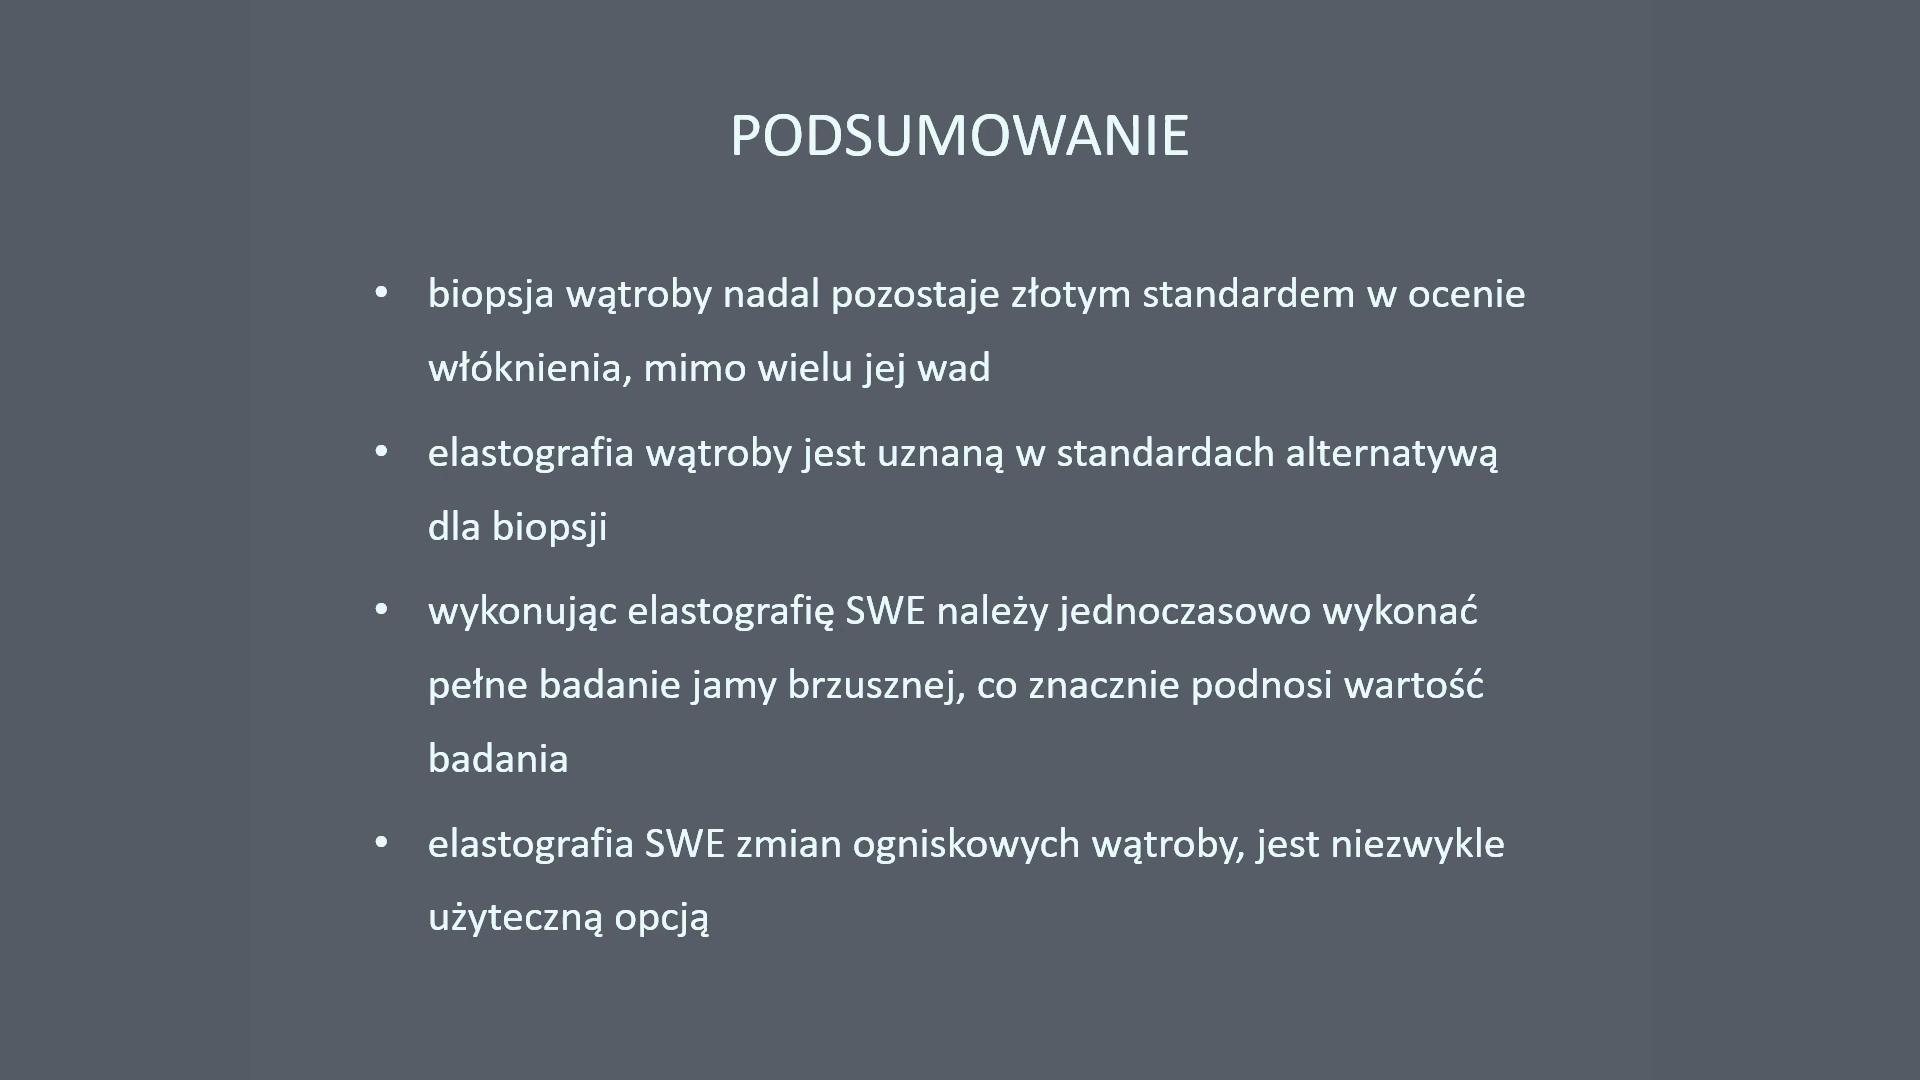 PODSUMOWANIE
• biopsja wątroby nadal pozostaje złotym standardem w ocenie
włóknienia, mimo wielu jej wad
• elastografia wątroby jest uznaną w standardach alternatywą
dla biopsji
• wykonując elastografię SWE należy jednoczasowo wykonać
pełne badanie jamy brzusznej, co znacznie podnosi wartość
badania
• elastografia SWE zmian ogniskowych wątroby, jest niezwykle
użyteczną opcją